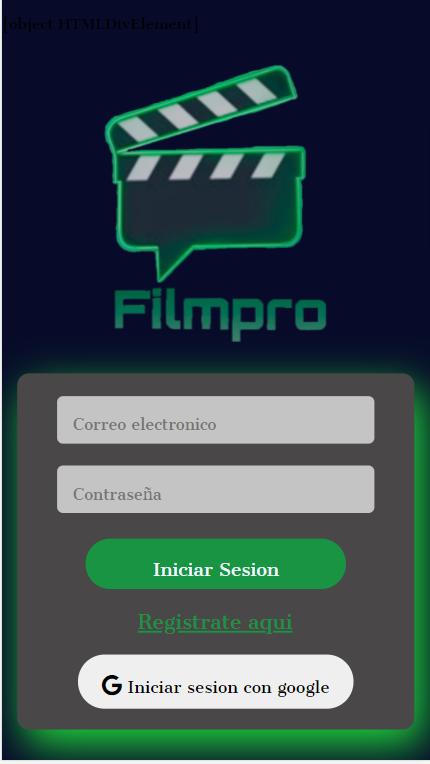 [object HTMLDivElement]
Filmpro
Correo electronico
Contraseña
Iniciar Sesion
Registrate aqui
G Iniciar sesion con google